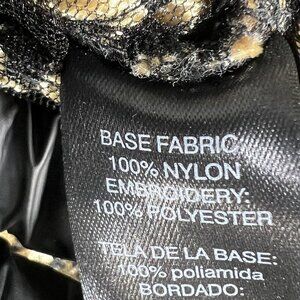 BASE FABRIC:
100% NYLON
EMBROIDERY:
100% POLYESTER
TELA DE LA BASE:
100% poliamida
BORDADO: